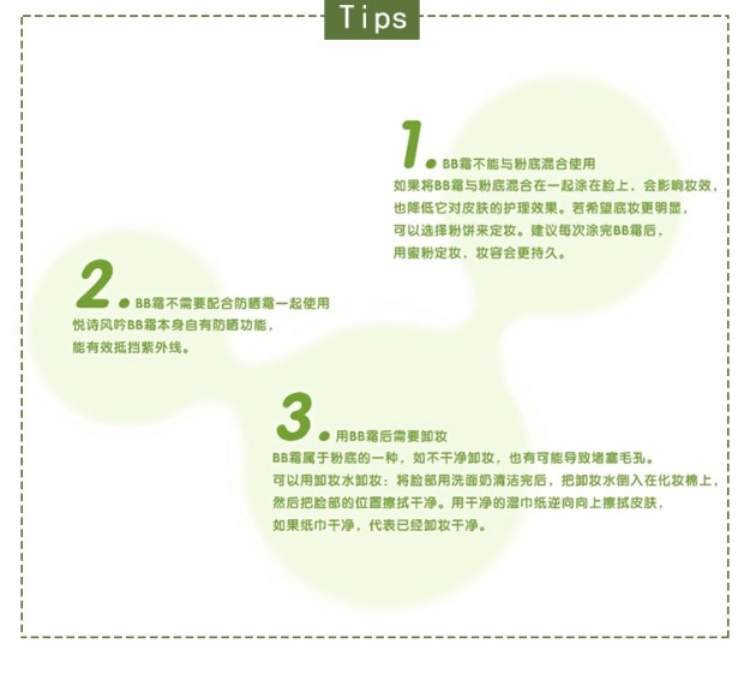 Tips
1. BB霜不能与粉底混合使用
如果将BB霜与粉底混合在一起涂在脸上，会影响妆效，
也降低它对皮肤的护理效果。若希望底妆更明显，
可以选择粉饼来定妆。建议每次涂完BB霜后，
用蜜粉定妆，妆容会更持久。
2. BB霜不需要配合防晒霜一起使用
悦诗风吟BB霜本身自有防晒功能，
能有效抵挡紫外线。
3. 用BB霜后需要卸妆
BB霜属于粉底的一种，如不干净卸妆，也有可能导致堵塞毛孔。
可以用卸妆水卸妆：将脸部用洗面奶清洁完后，把卸妆水倒入在化妆棉上，
然后把脸部的位置擦拭干净。用干净的湿巾纸逆向向上擦拭皮肤，
如果纸巾干净，代表已经卸妆干净。